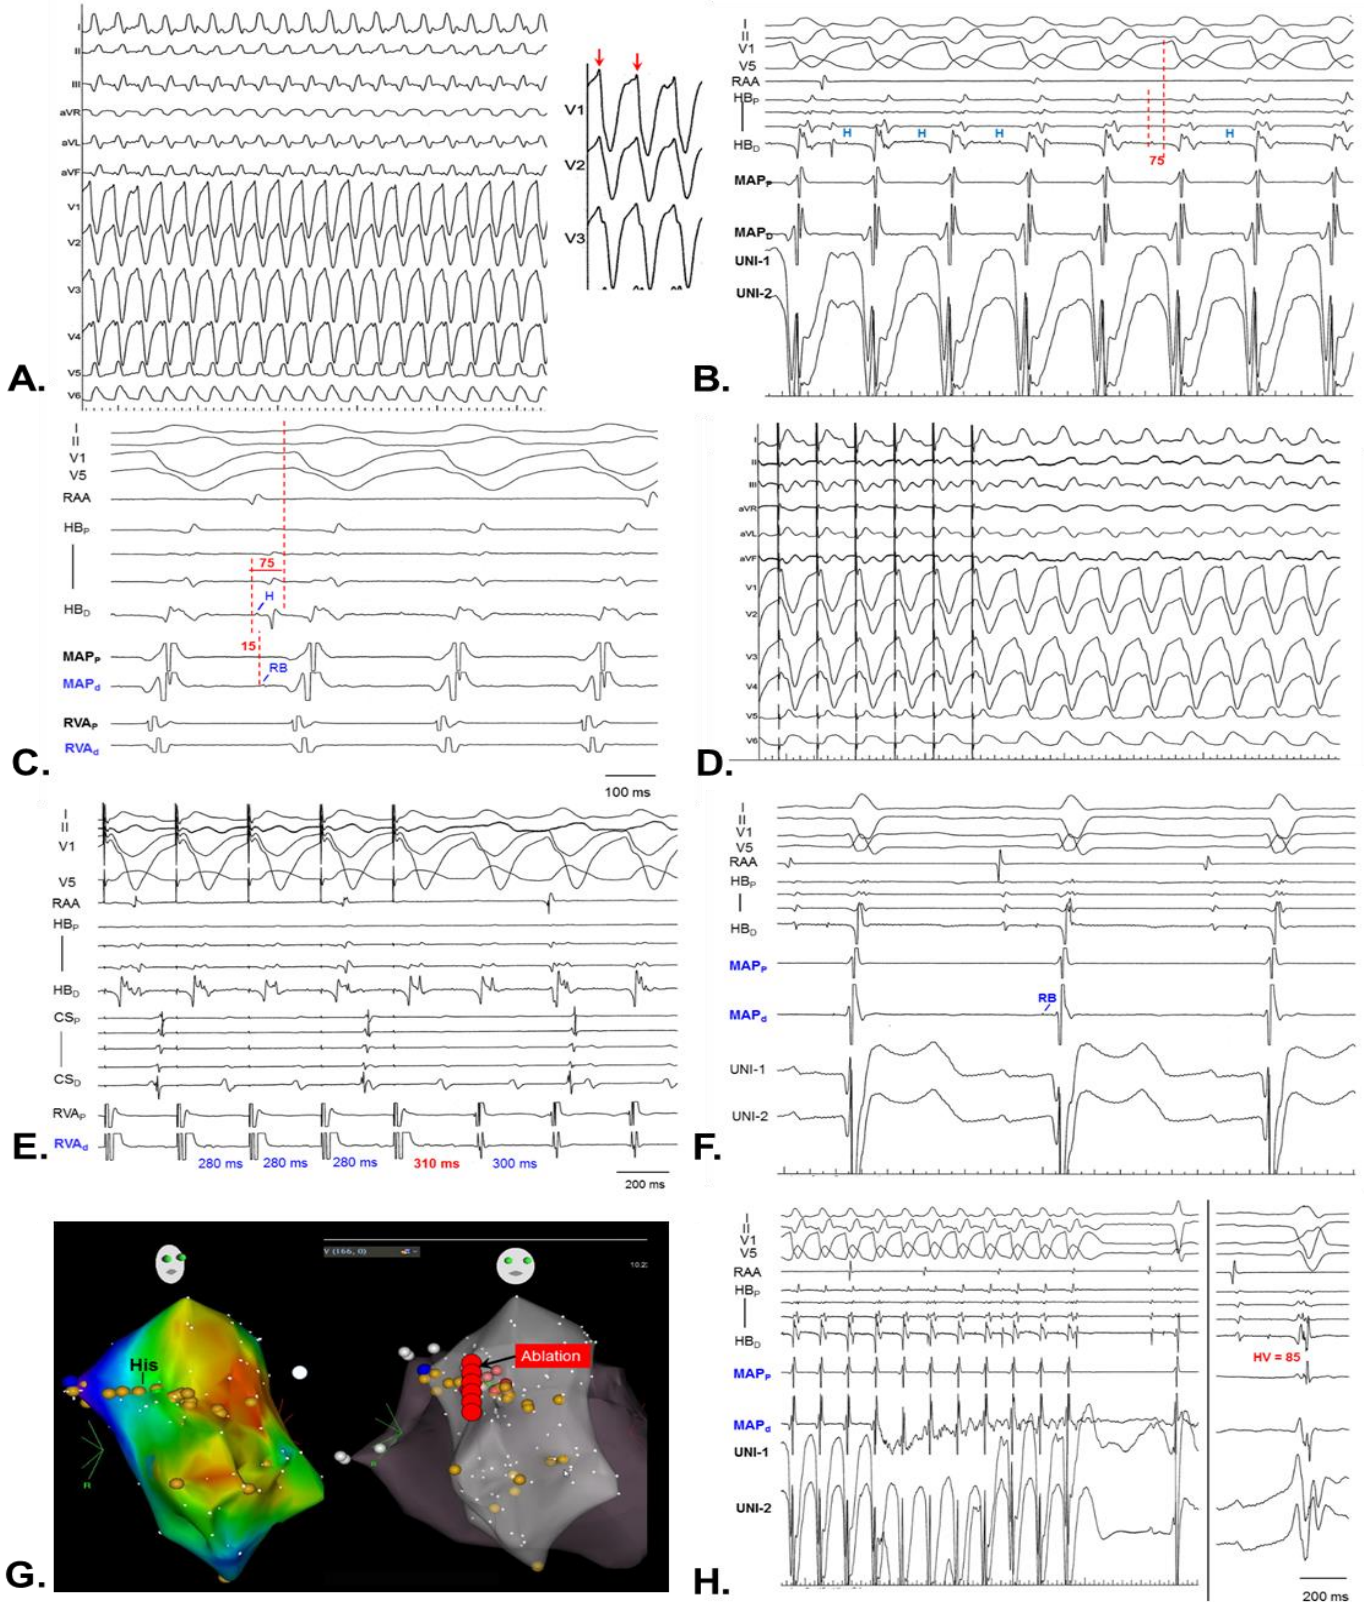 I
II
III
aVR
aVL
aVF
V1
V2
V3
V4
V5
V6
V1
V2
V3
A.
I
II
V1
V5
RAA
HBP
HBD
H H H H
75
MAPP
MAPD
UNI-1
UNI-2
B.
I
II
V1
V5
RAA
HBP
75
H
HBD
15
MAPP
RB
MAPd
RVAP
RVAd
C.
100 ms
I
II
III
aVR
aVL
aVF
V1
V2
V3
V4
V5
V6
D.
I
II
V1
V5
RAA
HBP
HBD
CSP
CSD
RVAP
RVAd
280 ms 280 ms 280 ms 310 ms 300 ms
E.
200 ms
I
II
V1
V5
RAA
HBP
HBD
MAPP
RB
MAPd
UNI-1
UNI-2
F.
V (166, 0)
His
Ablation
R
R
G.
I
II
V1
V5
RAA
HBP
HBD
HV = 85
MAPP
MAPd
UNI-1
UNI-2
H.
200 ms